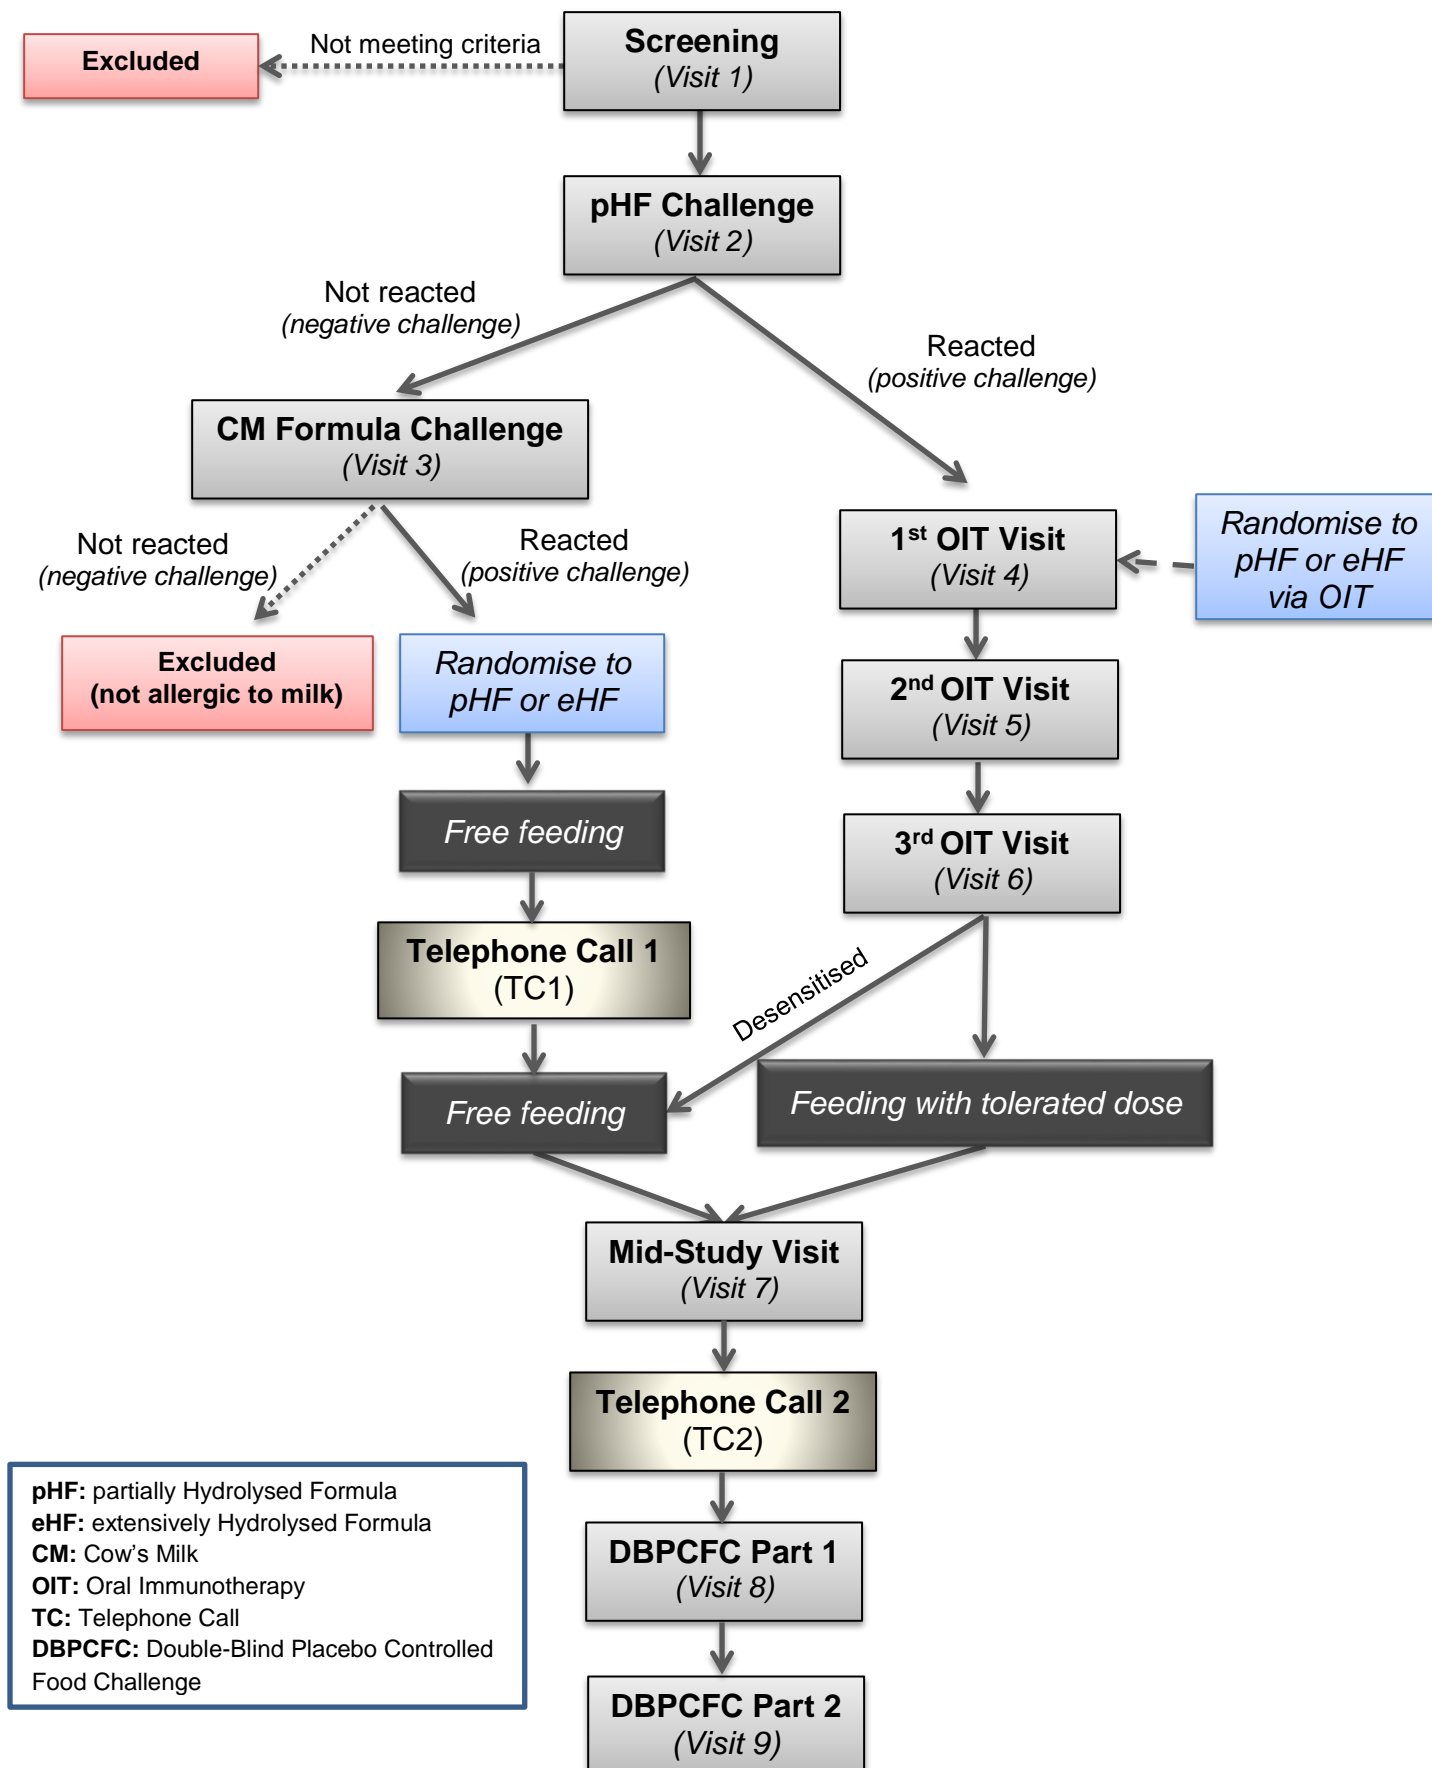 Screening
(Visit 1)
Not meeting criteria
Excluded
pHF Challenge
(Visit 2)
Not reacted
(negative challenge)
Reacted
(positive challenge)
CM Formula Challenge
(Visit 3)
Not reacted
(negative challenge)
Reacted
(positive challenge)
1st OIT Visit
(Visit 4)
Randomise to
pHF or eHF
via OIT
Excluded
(not allergic to milk)
Randomise to
pHF or eHF
2nd OIT Visit
(Visit 5)
Free feeding
3rd OIT Visit
(Visit 6)
Telephone Call 1
(TC1)
Desensitised
Free feeding
Feeding with tolerated dose
Mid-Study Visit
(Visit 7)
Telephone Call 2
(TC2)
pHF: partially Hydrolysed Formula
eHF: extensively Hydrolysed Formula
CM: Cow's Milk
OIT: Oral Immunotherapy
TC: Telephone Call
DBPCFC: Double-Blind Placebo Controlled
Food Challenge
DBPCFC Part 1
(Visit 8)
DBPCFC Part 2
(Visit 9)